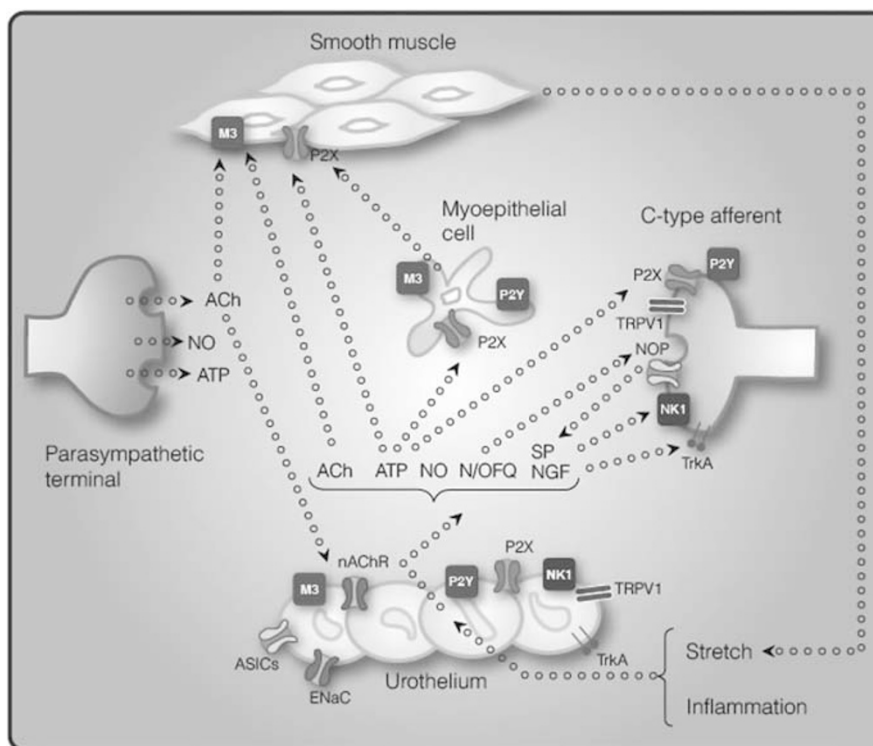 Smooth muscle
M3
P2X
Myoepithelial
cell
M3
P2Y
P2X
C-type afferent
P2X
P2Y
TRPV1
NOP
NK1
TrkA
ACh
NO
ATP
Parasympathetic
terminal
ACh ATP NO N/OFQ SP
NGF
nAChR
M3
P2Y
P2X
NK1
TRPV1
ASICs
ENaC
Urothelium
TrkA
Stretch
Inflammation